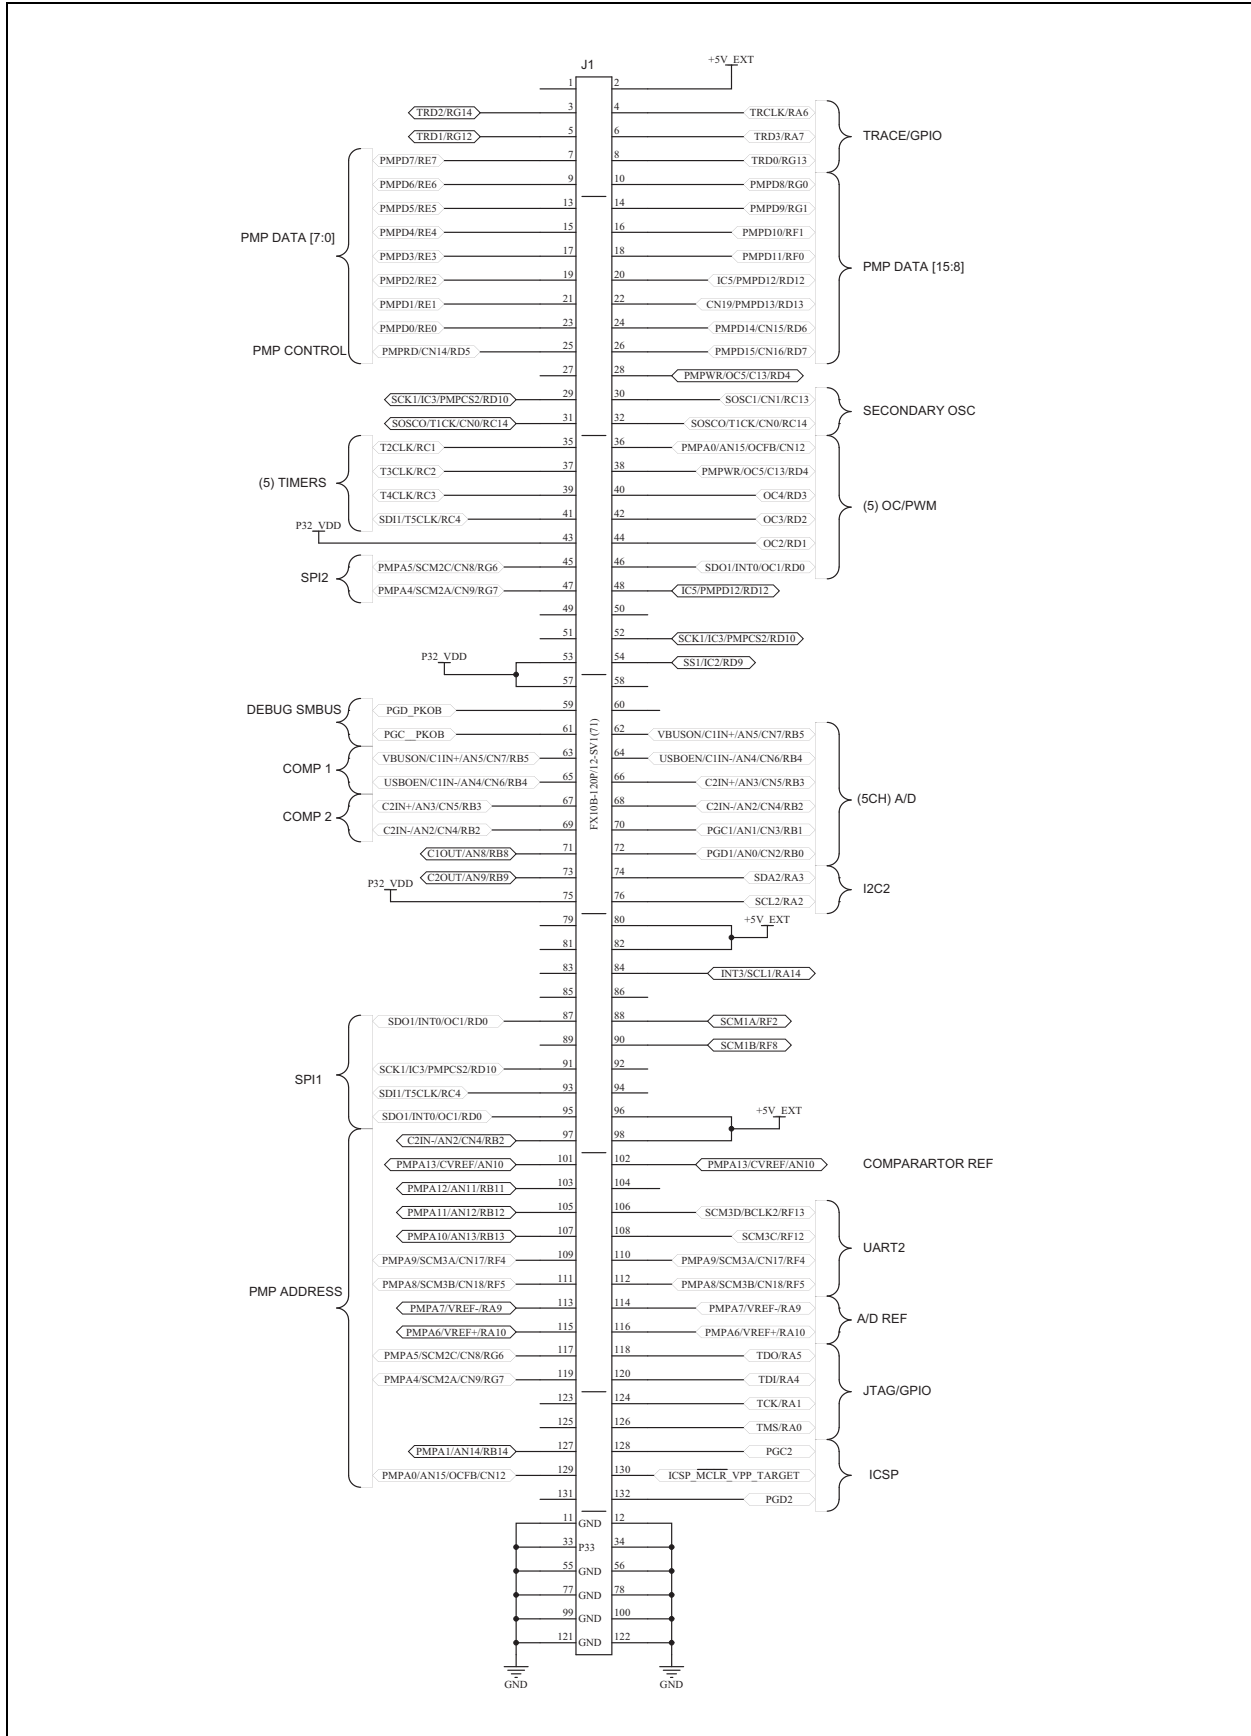 J1
+5V_EXT
1 2
TRD2/RG14 3 4 TRCLK/RA6
TRD1/RG12 5 6 TRD3/RA7 TRACE/GPIO
PMPD7/RE7 7 8 TRD0/RG13
PMPD6/RE6 9 10 PMPD8/RG0
PMPD5/RE5 13 14 PMPD9/RG1
PMPD4/RE4 15 16 PMPD10/RF1
PMP DATA [7:0]
PMPD3/RE3 17 18 PMPD11/RF0
PMP DATA [15:8]
PMPD2/RE2 19 20 IC5/PMPD12/RD12
PMPD1/RE1 21 22 CN19/PMPD13/RD13
PMPD0/RE0 23 24 PMPD14/CN15/RD6
PMP CONTROL PMPRD/CN14/RD5 25 26 PMPD15/CN16/RD7
27 28 PMPWR/OC5/C13/RD4
SCK1/IC3/PMPCS2/RD10 29 30 SOSC1/CN1/RC13
SECONDARY OSC
SOSCO/T1CK/CN0/RC14 31 32 SOSCO/T1CK/CN0/RC14
T2CLK/RC1 35 36 PMPA0/AN15/OCFB/CN12
T3CLK/RC2 37 38 PMPWR/OC5/C13/RD4
(5) TIMERS
T4CLK/RC3 39 40 OC4/RD3
(5) OC/PWM
SDI1/T5CLK/RC4 41 42 OC3/RD2
P32_VDD
43 44 OC2/RD1
PMPA5/SCM2C/CN8/RG6 45 46 SDO1/INT0/OC1/RD0
SPI2
PMPA4/SCM2A/CN9/RG7 47 48 IC5/PMPD12/RD12
49 50
51 52 SCK1/IC3/PMPCS2/RD10
P32_VDD
53 54 SS1/IC2/RD9
57 58
DEBUG SMBUS PGD_PKOB 59 60
PGC__PKOB 61 62 VBUSON/C1IN+/AN5/CN7/RB5
FX10B-120P/12-SV1(71)
VBUSON/C1IN+/AN5/CN7/RB5 63 64 USBOEN/C1IN-/AN4/CN6/RB4
COMP 1
USBOEN/C1IN-/AN4/CN6/RB4 65 66 C2IN+/AN3/CN5/RB3
C2IN+/AN3/CN5/RB3 67 68 C2IN-/AN2/CN4/RB2
(5CH) A/D
COMP 2
C2IN-/AN2/CN4/RB2 69 70 PGC1/AN1/CN3/RB1
C1OUT/AN8/RB8 71 72 PGD1/AN0/CN2/RB0
C2OUT/AN9/RB9 73 74 SDA2/RA3
P32_VDD
I2C2
75 76 SCL2/RA2
79 80
+5V_EXT
81 82
83 84 INT3/SCL1/RA14
85 86
SDO1/INT0/OC1/RD0 87 88 SCM1A/RF2
89 90 SCM1B/RF8
SCK1/IC3/PMPCS2/RD10 91 92
SPI1
SDI1/T5CLK/RC4 93 94
SDO1/INT0/OC1/RD0 95 96
+5V_EXT
C2IN-/AN2/CN4/RB2 97 98
PMPA13/CVREF/AN10 101 102 PMPA13/CVREF/AN10 COMPARARTOR REF
PMPA12/AN11/RB11 103 104
PMPA11/AN12/RB12 105 106 SCM3D/BCLK2/RF13
PMPA10/AN13/RB13 107 108 SCM3C/RF12
UART2
PMPA9/SCM3A/CN17/RF4 109 110 PMPA9/SCM3A/CN17/RF4
PMP ADDRESS
PMPA8/SCM3B/CN18/RF5 111 112 PMPA8/SCM3B/CN18/RF5
PMPA7/VREF-/RA9 113 114 PMPA7/VREF-/RA9
A/D REF
PMPA6/VREF+/RA10 115 116 PMPA6/VREF+/RA10
PMPA5/SCM2C/CN8/RG6 117 118 TDO/RA5
PMPA4/SCM2A/CN9/RG7 119 120 TDI/RA4
JTAG/GPIO
123 124 TCK/RA1
125 126 TMS/RA0
PMPA1/AN14/RB14 127 128 PGC2
PMPA0/AN15/OCFB/CN12 129 130 ICSP_MCLR_VPP_TARGET ICSP
131 132 PGD2
11 GND 12
33 P33 34
55 GND 56
77 GND 78
99 GND 100
121 GND 122
GND GND